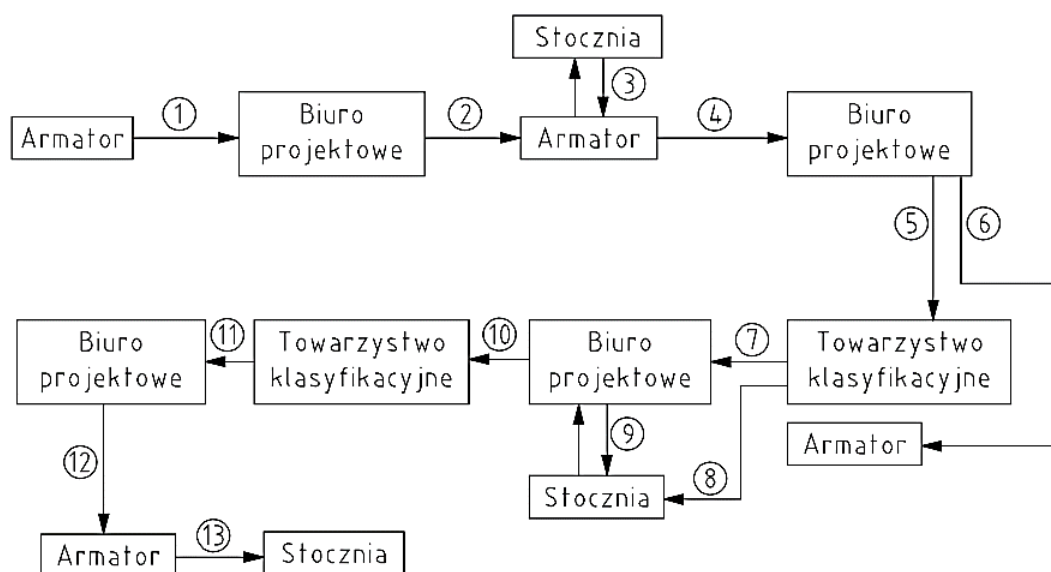 Stocznia
3
1
2
4
Armator
Biuro
projektowe
Armator
Biuro
projektowe
5
6
Biuro
projektowe
11
Towarzystwo
klasyfikacyjne
10
Biuro
projektowe
7
Towarzystwo
klasyfikacyjne
9
Armator
12
8
Stocznia
13
Armator
Stocznia